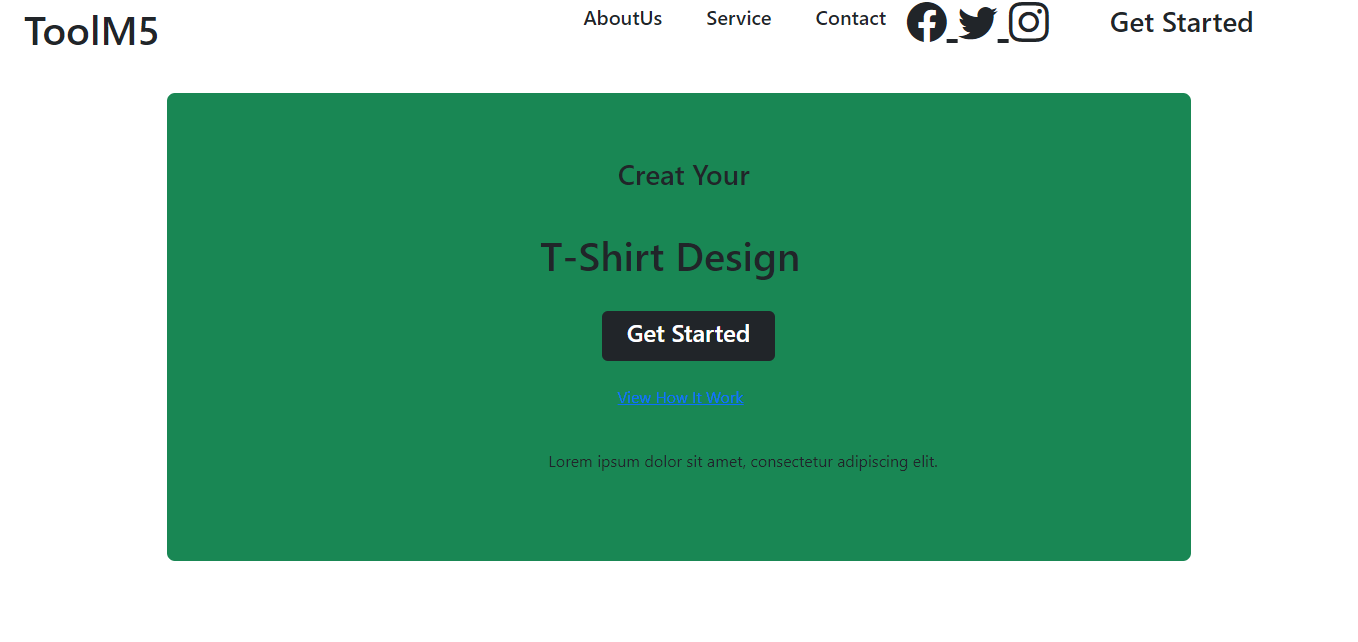 ToolM5 AboutUs Service Contact Get Started
Creat Your
T-Shirt Design
Get Started
View How It Work
Lorem ipsum dolor sit amet, consectetur adipiscing elit.